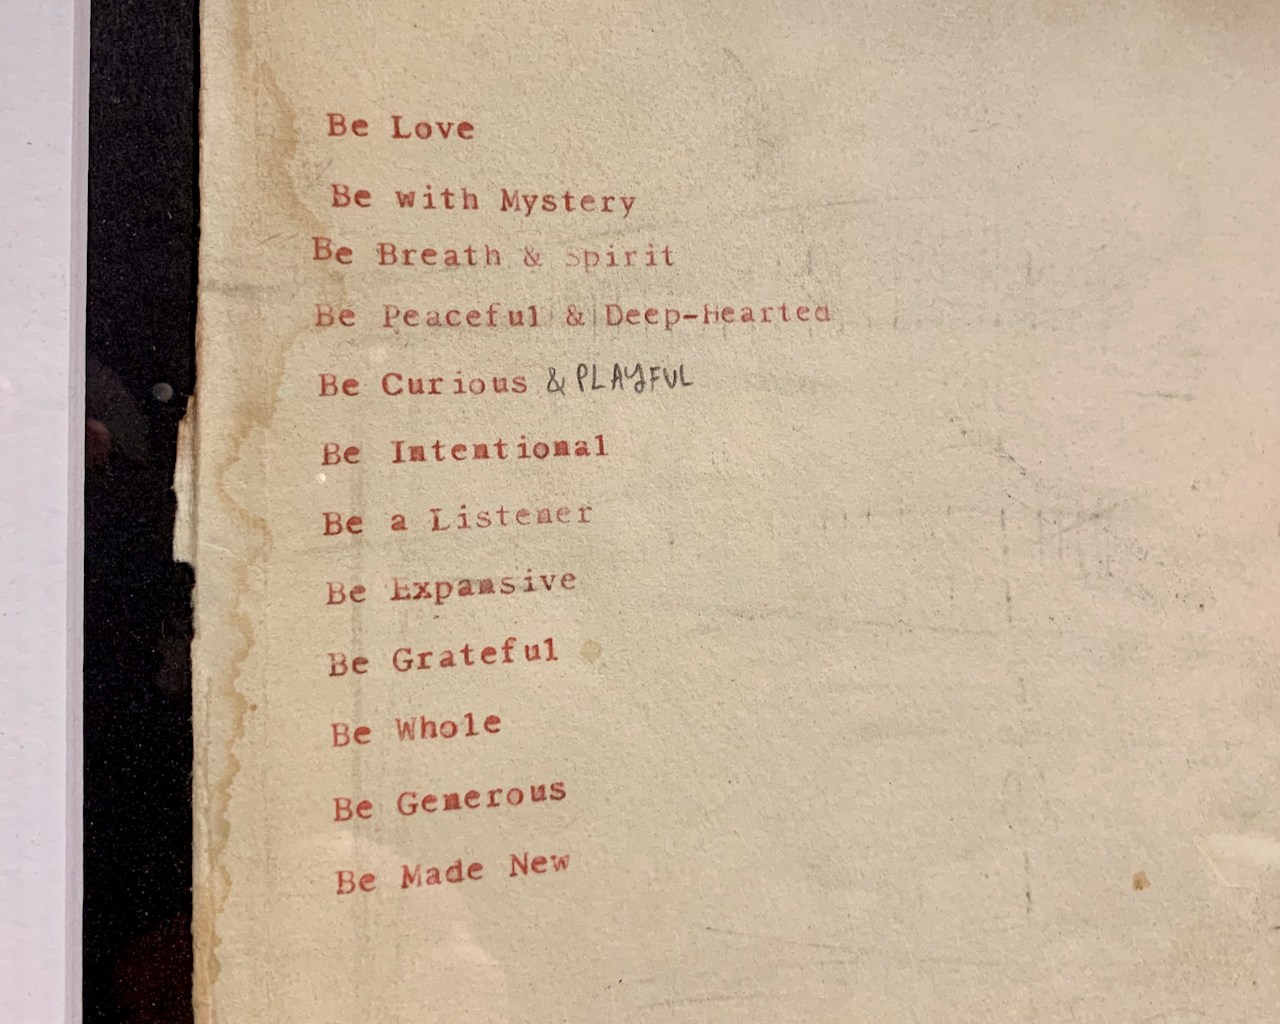 Be Love
Be with Mystery
Be Breath & Spirit
Be Peaceful & Deep-Hearted
Be Curious & PLAYFUL
Be Intentional
Be a Listener
Be Expansive
Be Grateful
Be Whole
Be Generous
Be Made New